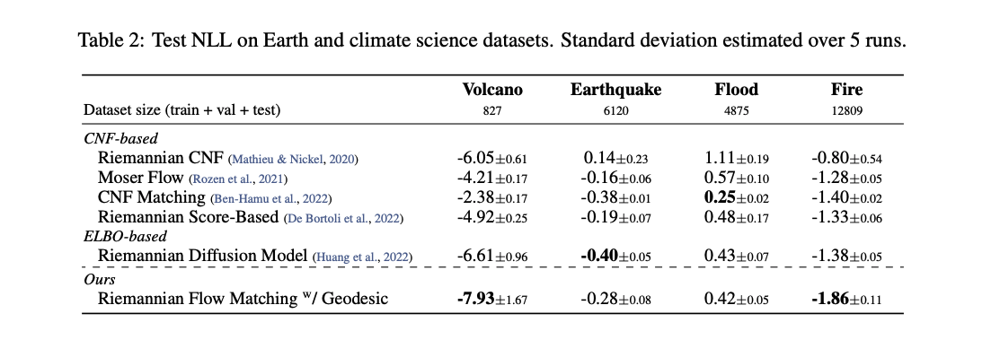 Table 2: Test NLL on Earth and climate science datasets. Standard deviation estimated over 5 runs.
Volcano Earthquake Flood Fire
Dataset size (train + val + test) 827 6120 4875 12809
CNF-based
Riemannian CNF (Mathieu & Nickel, 2020) -6.05±0.61 0.14±0.23 1.11±0.19 -0.80±0.54
Moser Flow (Rozen et al., 2021) -4.21±0.17 -0.16±0.06 0.57±0.10 -1.28±0.05
CNF Matching (Ben-Hamu et al., 2022) -2.38±0.17 -0.38±0.01 0.25±0.02 -1.40±0.02
Riemannian Score-Based (De Bortoli et al., 2022) -4.92±0.25 -0.19±0.07 0.48±0.17 -1.33±0.06
ELBO-based
Riemannian Diffusion Model (Huang et al., 2022) -6.61±0.96 -0.40±0.05 0.43±0.07 -1.38±0.05
Ours
Riemannian Flow Matching w/ Geodesic -7.93±1.67 -0.28±0.08 0.42±0.05 -1.86±0.11